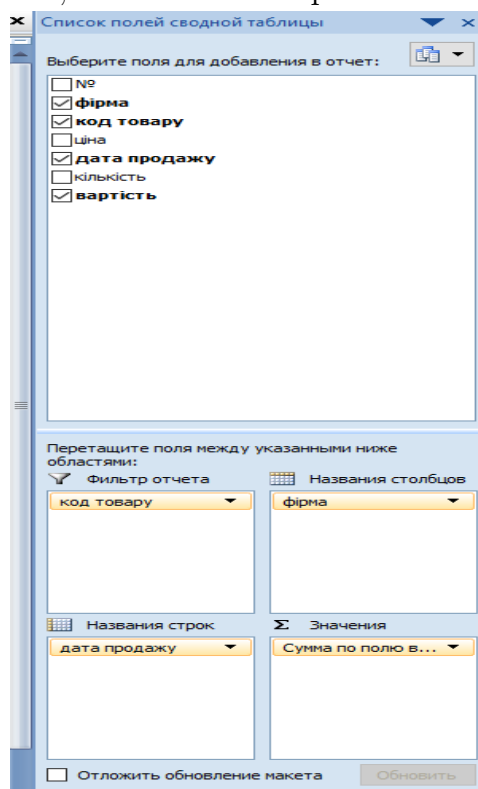 Список полей сводной таблицы
Выберите поля для добавления в отчет:
№
фірма
код товару
ціна
дата продажу
кількість
вартість
Перетащите поля между указанными ниже
областями:
Фильтр отчета
Названия столбцов
код товару
фірма
Названия строк
Σ Значения
дата продажу
Сумма по полю в...
Отложить обновление макета
Обновить